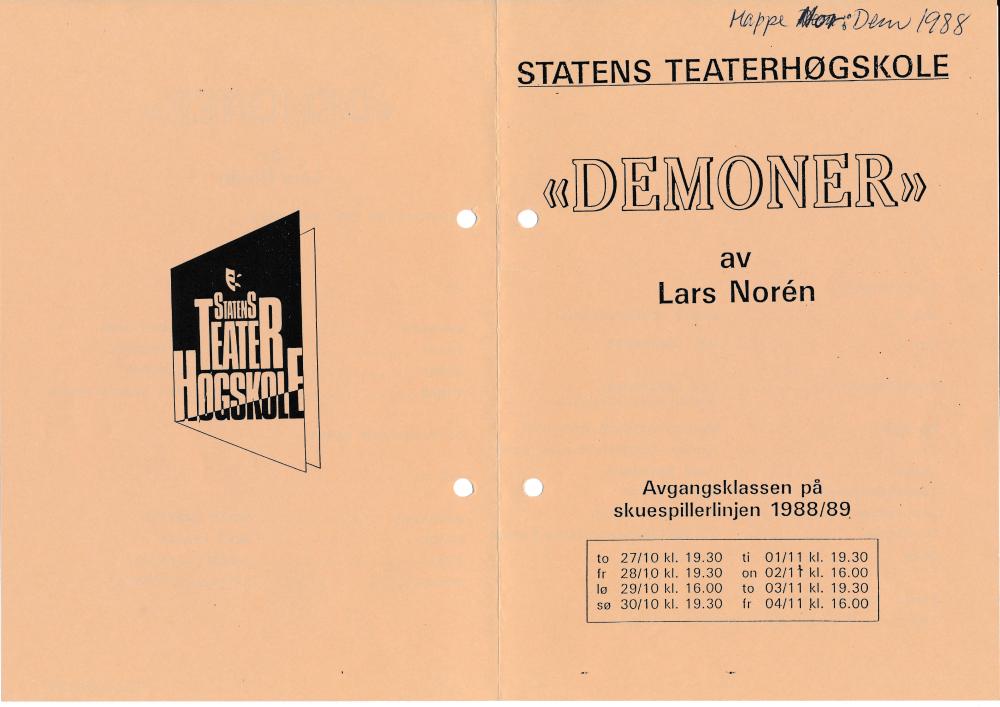 STATENS
TEATER
HØGSKOLE
Mappe Nor: Dem 1988
STATENS TEATERHØGSKOLE
«DEMONER»
av
Lars Norén
Avgangsklassen på
skuespillerlinjen 1988/89
to 27/10 kl. 19.30 ti 01/11 kl. 19.30
fr 28/10 kl. 19.30 on 02/11 kl. 16.00
lø 29/10 kl. 16.00 to 03/11 kl. 19.30
sø 30/10 kl. 19.30 fr 04/11 kl. 16.00